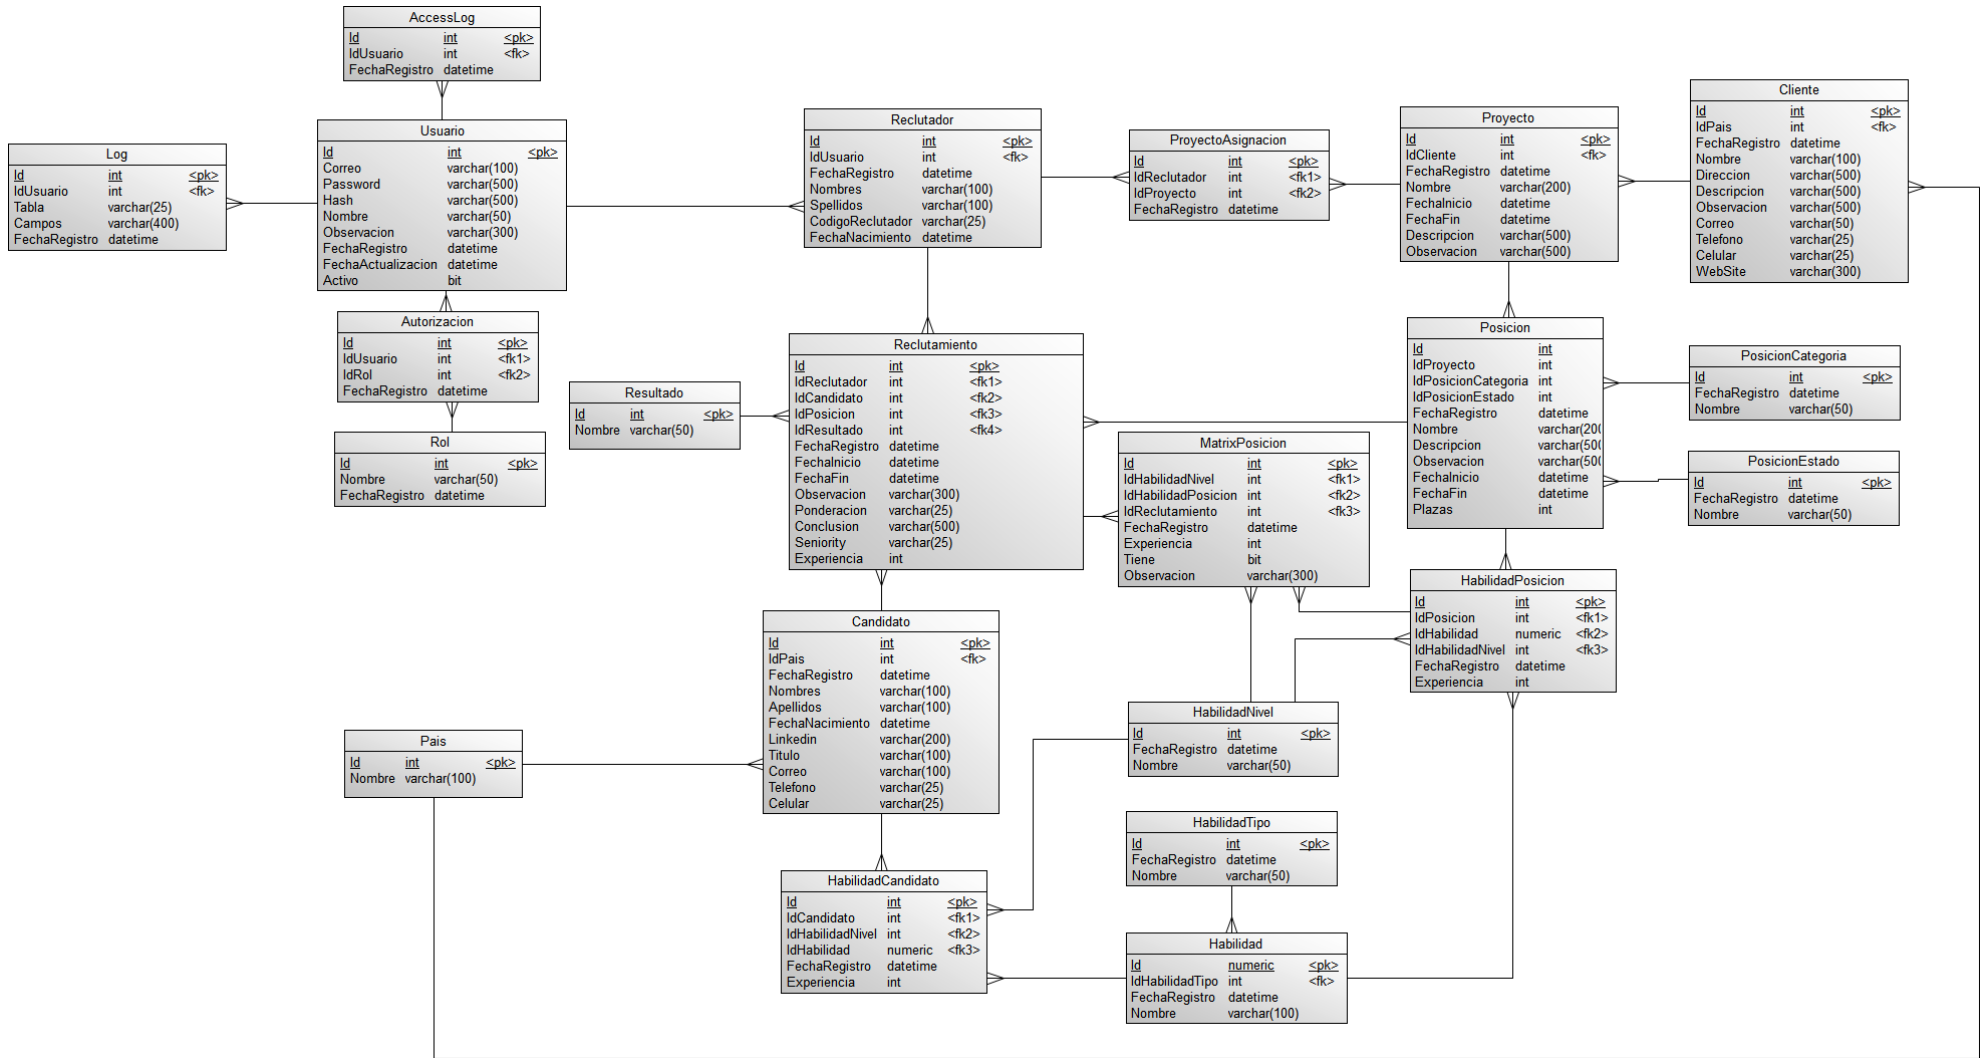 AccessLog
Id int <pk>
IdUsuario int <fk>
FechaRegistro datetime
Log
Id int <pk>
IdUsuario int <fk>
Tabla varchar(25)
Campos varchar(400)
FechaRegistro datetime
Usuario
Id int <pk>
Correo varchar(100)
Password varchar(500)
Hash varchar(500)
Nombre varchar(50)
Observacion varchar(300)
FechaRegistro datetime
FechaActualizacion datetime
Activo bit
Autorizacion
Id int <pk>
IdUsuario int <fk1>
IdRol int <fk2>
FechaRegistro datetime
Rol
Id int <pk>
Nombre varchar(50)
FechaRegistro datetime
Reclutador
Id int <pk>
IdUsuario int <fk>
FechaRegistro datetime
Nombres varchar(100)
Spellidos varchar(100)
CodigoReclutador varchar(25)
FechaNacimiento datetime
ProyectoAsignacion
Id int <pk>
IdReclutador int <fk1>
IdProyecto int <fk2>
FechaRegistro datetime
Proyecto
Id int <pk>
IdCliente int <fk>
FechaRegistro datetime
Nombre varchar(200)
FechaInicio datetime
FechaFin datetime
Descripcion varchar(500)
Observacion varchar(500)
Cliente
Id int <pk>
IdPais int <fk>
FechaRegistro datetime
Nombre varchar(100)
Direccion varchar(500)
Descripcion varchar(500)
Observacion varchar(500)
Correo varchar(50)
Telefono varchar(25)
Celular varchar(25)
WebSite varchar(300)
Resultado
Id int <pk>
Nombre varchar(50)
Reclutamiento
Id int <pk>
IdReclutador int <fk1>
IdCandidato int <fk2>
IdPosicion int <fk3>
IdResultado int <fk4>
FechaRegistro datetime
FechaInicio datetime
FechaFin datetime
Observacion varchar(300)
Ponderacion varchar(25)
Conclusion varchar(500)
Seniority varchar(25)
Experiencia int
MatrixPosicion
Id int <pk>
IdHabilidadNivel int <fk1>
IdHabilidadPosicion int <fk2>
IdReclutamiento int <fk3>
FechaRegistro datetime
Experiencia int
Tiene bit
Observacion varchar(300)
Posicion
Id int
IdProyecto int
IdPosicionCategoria int
IdPosicionEstado int
FechaRegistro datetime
Nombre varchar(200
Descripcion varchar(500
Observacion varchar(500
FechaInicio datetime
FechaFin datetime
Plazas int
PosicionCategoria
Id int <pk>
FechaRegistro datetime
Nombre varchar(50)
PosicionEstado
Id int <pk>
FechaRegistro datetime
Nombre varchar(50)
HabilidadPosicion
Id int <pk>
IdPosicion int <fk1>
IdHabilidad numeric <fk2>
IdHabilidadNivel int <fk3>
FechaRegistro datetime
Experiencia int
Candidato
Id int <pk>
IdPais int <fk>
FechaRegistro datetime
Nombres varchar(100)
Apellidos varchar(100)
FechaNacimiento datetime
Linkedin varchar(200)
Titulo varchar(100)
Correo varchar(100)
Telefono varchar(25)
Celular varchar(25)
Pais
Id int <pk>
Nombre varchar(100)
HabilidadNivel
Id int <pk>
FechaRegistro datetime
Nombre varchar(50)
HabilidadTipo
Id int <pk>
FechaRegistro datetime
Nombre varchar(50)
HabilidadCandidato
Id int <pk>
IdCandidato int <fk1>
IdHabilidadNivel int <fk2>
IdHabilidad numeric <fk3>
FechaRegistro datetime
Experiencia int
Habilidad
Id numeric <pk>
IdHabilidadTipo int <fk>
FechaRegistro datetime
Nombre varchar(100)